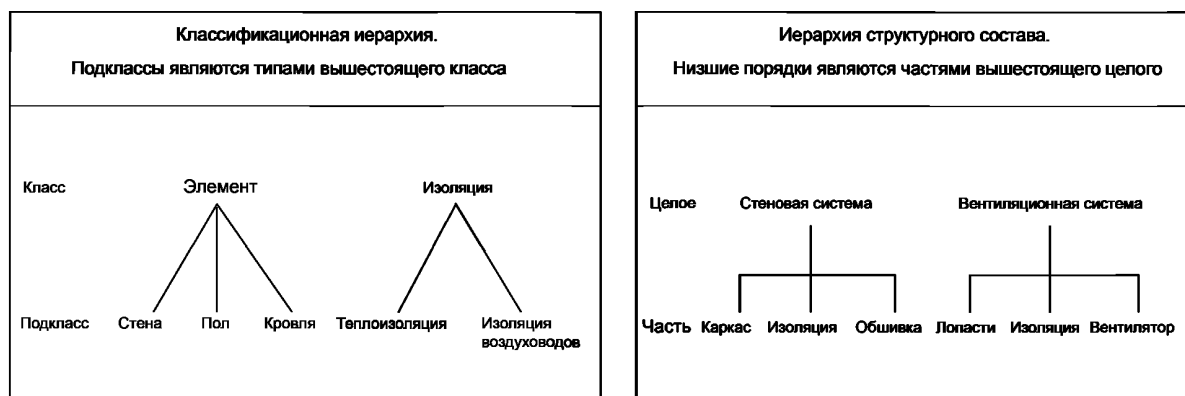 Классификационная иерархия.
Подклассы являются типами вышестоящего класса
Класс Элемент Изоляция
Подкласс Стена Пол Кровля Теплоизоляция Изоляция
воздуховодов
Иерархия структурного состава.
Низшие порядки являются частями вышестоящего целого
Целое Стеновая система Вентиляционная система
Часть Каркас Изоляция Обшивка Лопасти Изоляция Вентилятор